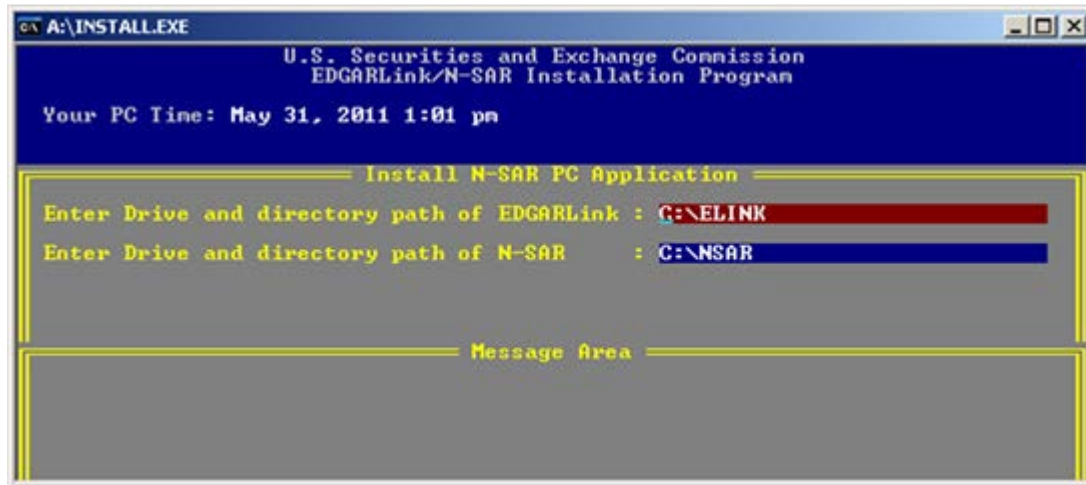 A:\INSTALL.EXE
U.S. Securities and Exchange Commission
EDGARLink/N-SAR Installation Program
Your PC Time: May 31, 2011 1:01 pm
Install N-SAR PC Application
Enter Drive and directory path of EDGARLink : C:\ELINK
Enter Drive and directory path of N-SAR : C:\NSAR
Message Area